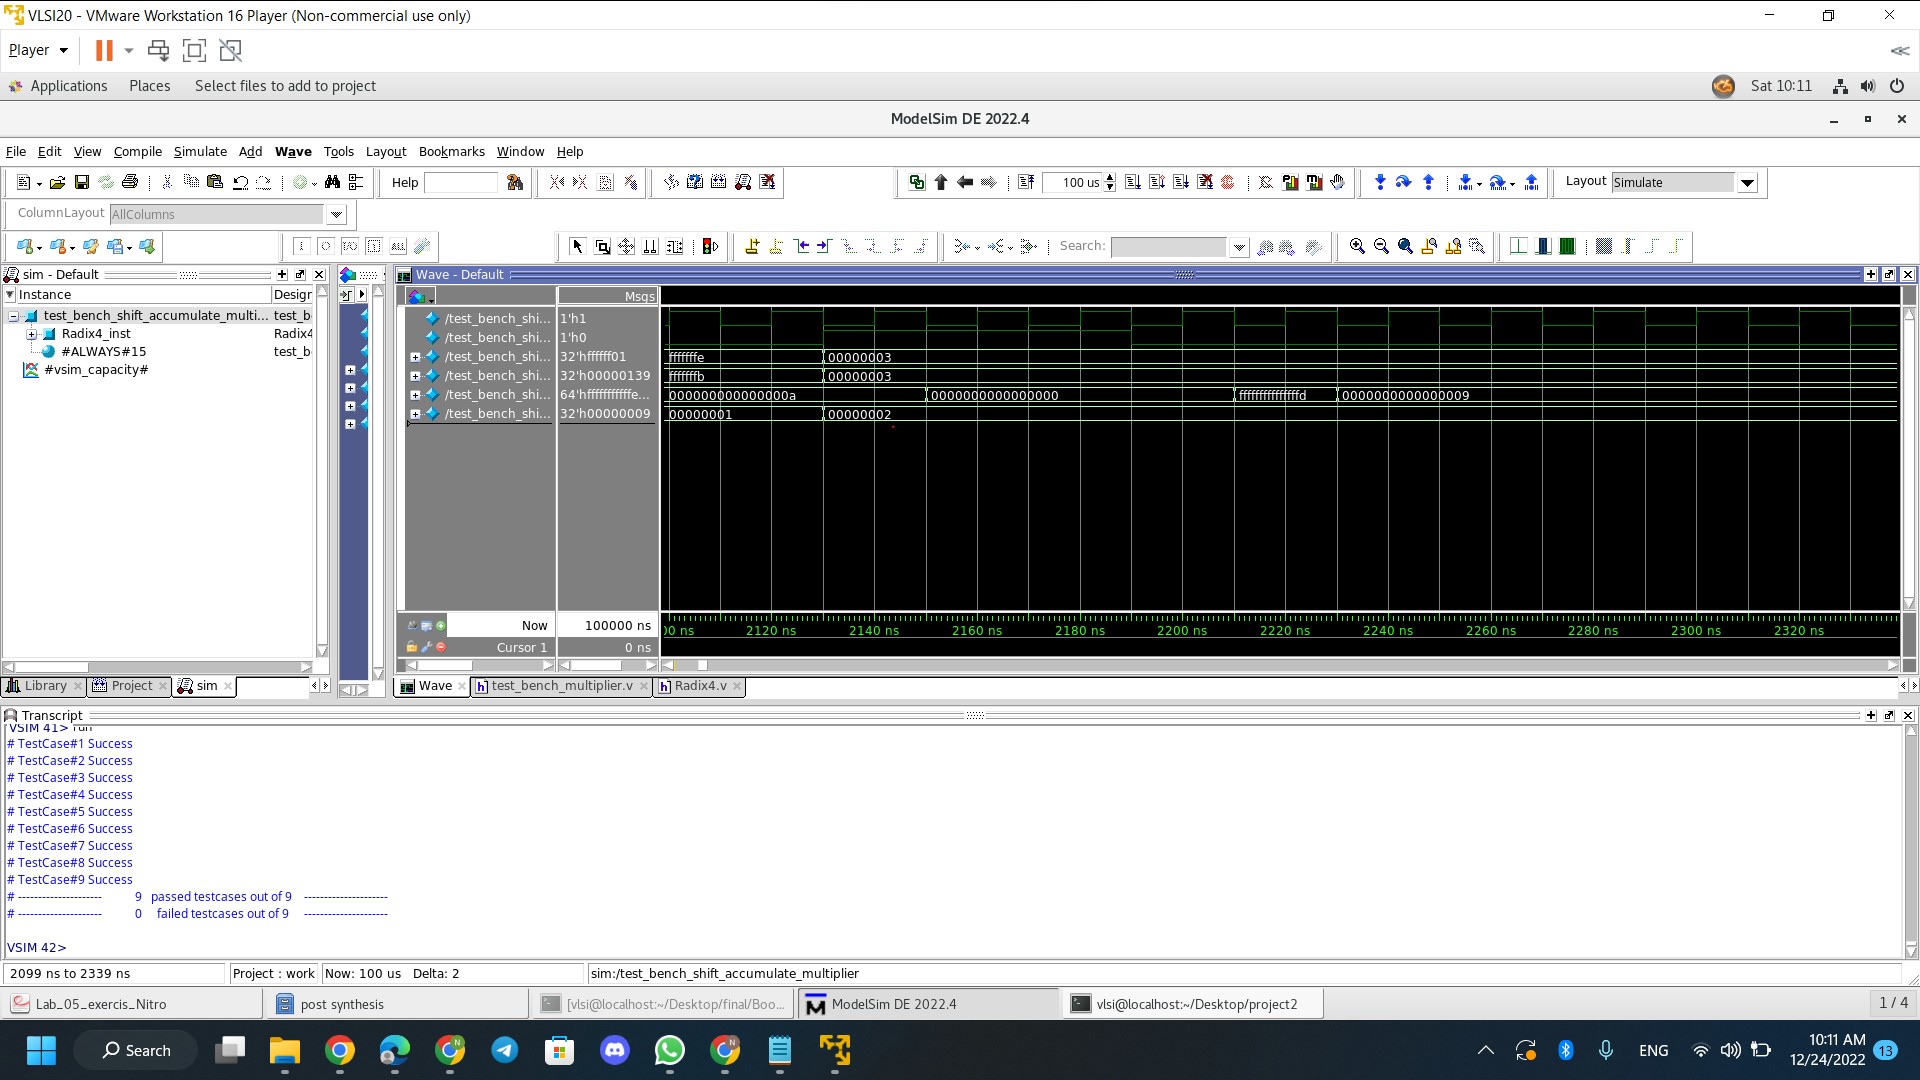 VLSI20 - VMware Workstation 16 Player (Non-commercial use only)
Player
Applications Places Select files to add to project Sat 10:11
ModelSim DE 2022.4
File Edit View Compile Simulate Add Wave Tools Layout Bookmarks Window Help
Help 100 us Layout Simulate
ColumnLayout AllColumns
Search:
sim - Default
Wave - Default
Instance Design
Msgs
test_bench_shift_accumulate_multi... test_b
Radix4_inst Radix4
#ALWAYS#15 test_b
#vsim_capacity#
/test_bench_shi... 1'h1
/test_bench_shi... 1'h0
/test_bench_shi... 32'hffffff01 fffffffe 00000003
/test_bench_shi... 32'h00000139 fffffffb 00000003
/test_bench_shi... 64'hfffffffffffe... 000000000000000a 0000000000000000 fffffffffffffffd 0000000000000009
/test_bench_shi... 32'h00000009 00000001 00000002
Now 100000 ns 00 ns 2120 ns 2140 ns 2160 ns 2180 ns 2200 ns 2220 ns 2240 ns 2260 ns 2280 ns 2300 ns 2320 ns
Cursor 1 0 ns
Library Project sim
Wave test_bench_multiplier.v Radix4.v
Transcript
VSIM 41> run
# TestCase#1 Success
# TestCase#2 Success
# TestCase#3 Success
# TestCase#4 Success
# TestCase#5 Success
# TestCase#6 Success
# TestCase#7 Success
# TestCase#8 Success
# TestCase#9 Success
# --------------------- 9 passed testcases out of 9 ---------------------
# --------------------- 0 failed testcases out of 9 ---------------------
VSIM 42>
2099 ns to 2339 ns Project : work Now: 100 us Delta: 2 sim:/test_bench_shift_accumulate_multiplier
Lab_05_exercis_Nitro post synthesis [vlsi@localhost:~/Desktop/final/Boo... ModelSim DE 2022.4 vlsi@localhost:~/Desktop/project2 1 / 4
Search ENG 10:11 AM
12/24/2022 13